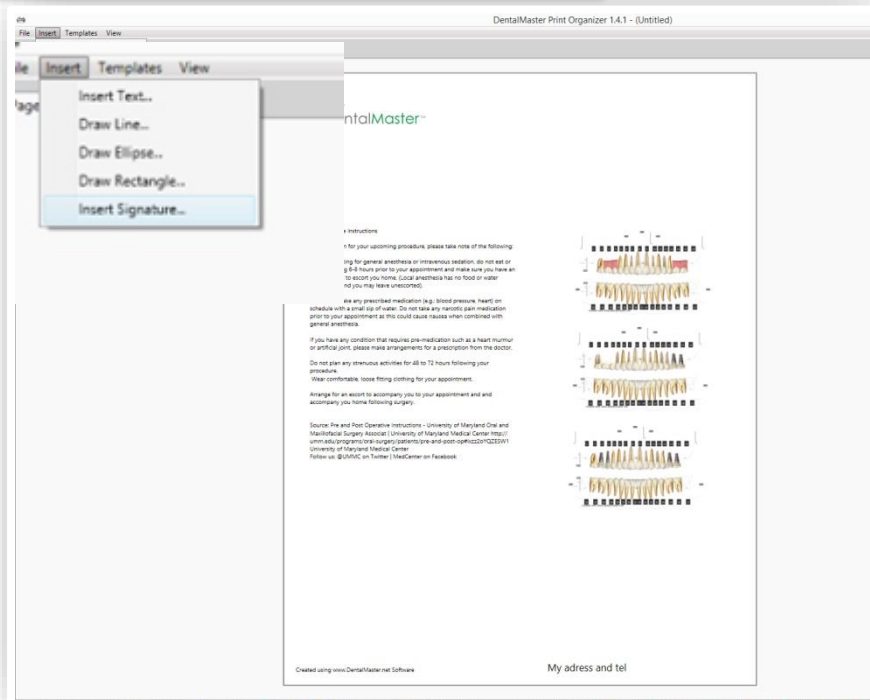 DentalMaster Print Organizer 1.4.1 - (Untitled)
File Insert Templates View
ile Insert Templates View
Insert Text...
Draw Line...
Draw Ellipse...
Draw Rectangle...
Insert Signature...
Page
ntalMaster™
Instructions
n for your upcoming procedure, please take note of the following:
ing for general anesthesia or intravenous sedation, do not eat or
g 6-8 hours prior to your appointment and make sure you have an
to escort you home. (Local anesthesia has no food or water
nd you may leave unescorted).
ke any prescribed medication (e.g.: blood pressure, heart) on
schedule with a small sip of water. Do not take any narcotic pain medication
prior to your appointment as this could cause nausea when combined with
general anesthesia.
If you have any condition that requires pre-medication such as a heart murmur
or artificial joint, please make arrangements for a prescription from the doctor.
Do not plan any strenuous activities for 48 to 72 hours following your
procedure.
Wear comfortable, loose fitting clothing for your appointment.
Arrange for an escort to accompany you to your appointment and and
accompany you home following surgery.
Source: Pre and Post Operative Instructions - University of Maryland Oral and
Maxillofacial Surgery Associat | University of Maryland Medical Center http://
University of Maryland Medical Center
Follow us: @UMMC on Twitter | MedCenter on Facebook
Created using www.DentalMaster.net Software
My adress and tel